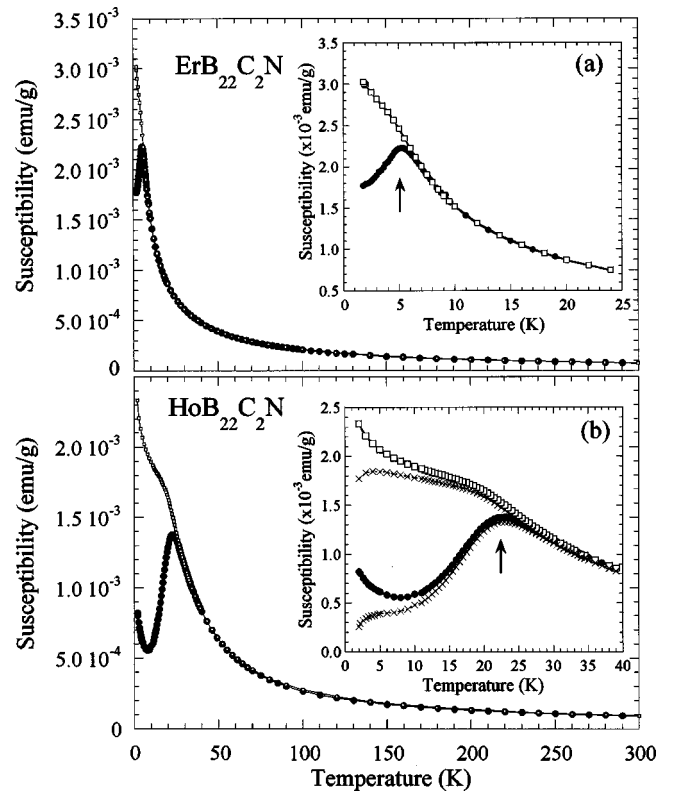 3.5 10⁻³
3.0 10⁻³
2.5 10⁻³
2.0 10⁻³
1.5 10⁻³
1.0 10⁻³
5.0 10⁻⁴
0
Susceptibility (emu/g)
ErB₂₂C₂N
(a)
3.5
3.0
2.5
2.0
1.5
1.0
0.5
Susceptibility (x10⁻³emu/g)
0 5 10 15 20 25
Temperature (K)
2.0 10⁻³
1.5 10⁻³
1.0 10⁻³
5.0 10⁻⁴
0
Susceptibility (emu/g)
HoB₂₂C₂N
(b)
2.5
2.0
1.5
1.0
0.5
0.0
Susceptibility (x10⁻³emu/g)
0 5 10 15 20 25 30 35 40
Temperature (K)
0 50 100 150 200 250 300
Temperature (K)